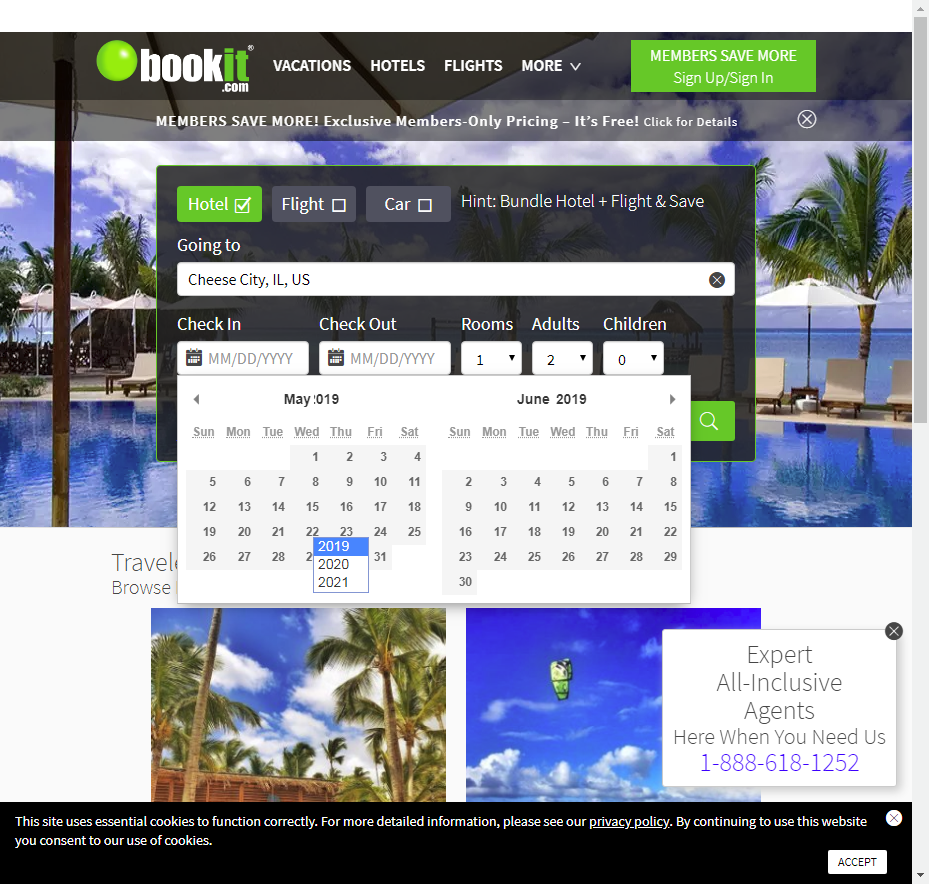 bookit®
.com
VACATIONS HOTELS FLIGHTS MORE
MEMBERS SAVE MORE
Sign Up/Sign In
MEMBERS SAVE MORE! Exclusive Members-Only Pricing – It's Free! Click for Details
Hotel Flight Car Hint: Bundle Hotel + Flight & Save
Going to
Cheese City, IL, US
Check In Check Out Rooms Adults Children
MM/DD/YYYY MM/DD/YYYY 1 2 0
May 2019 June 2019
Sun Mon Tue Wed Thu Fri Sat Sun Mon Tue Wed Thu Fri Sat
1 2 3 4 1
5 6 7 8 9 10 11 2 3 4 5 6 7 8
12 13 14 15 16 17 18 9 10 11 12 13 14 15
19 20 21 22 23 24 25 16 17 18 19 20 21 22
26 27 28 31 23 24 25 26 27 28 29
30
2019
2020
2021
Browse
Expert
All-Inclusive
Agents
Here When You Need Us
1-888-618-1252
This site uses essential cookies to function correctly. For more detailed information, please see our privacy policy. By continuing to use this website
you consent to our use of cookies.
ACCEPT